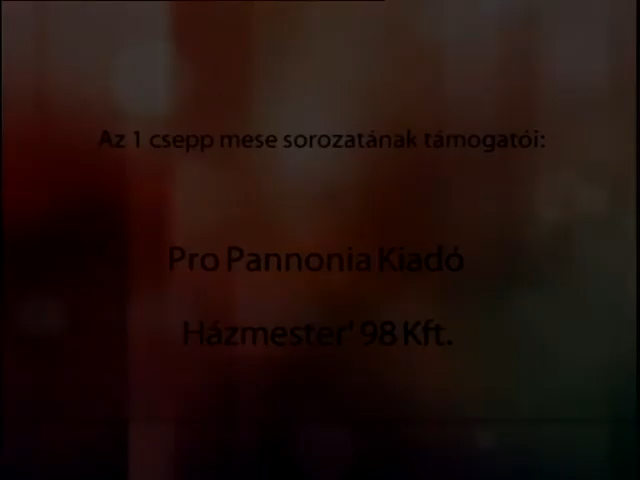 Az 1 csepp mese sorozatának támogatói:
Pro Pannonia Kiadó
Házmester' 98 Kft.